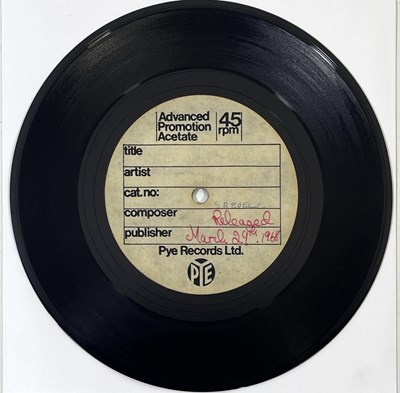 Advanced
Promotion
Acetate
45
rpm
title
artist
cat.no:
composer
Released
publisher
March 29th. 1968
Pye Records Ltd.
PYE